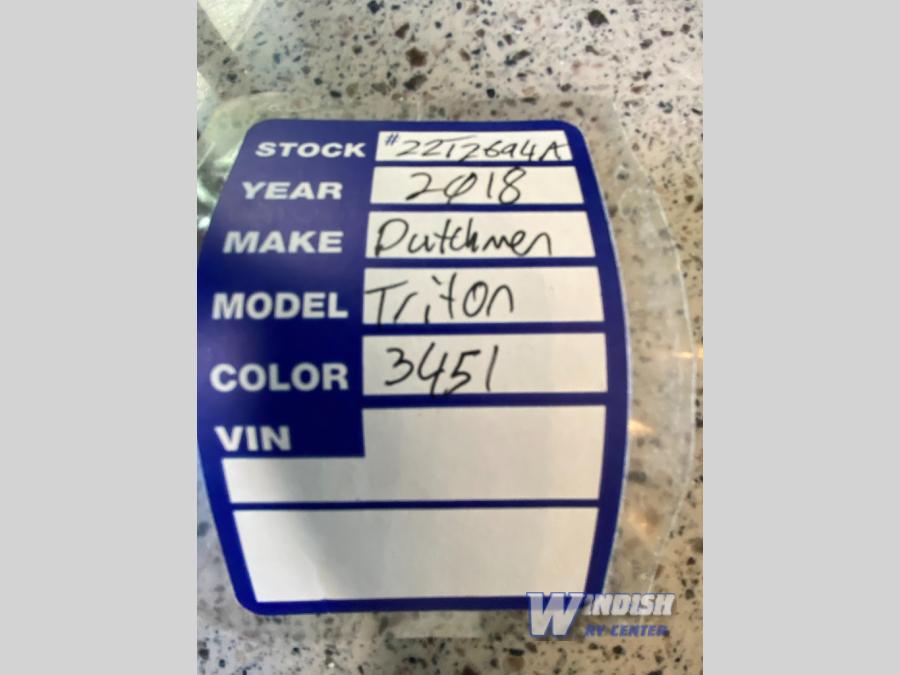 STOCK #22T2694A
YEAR 2018
MAKE Dutchmen
MODEL Triton
COLOR 3451
VIN
WINDISH
RV CENTER